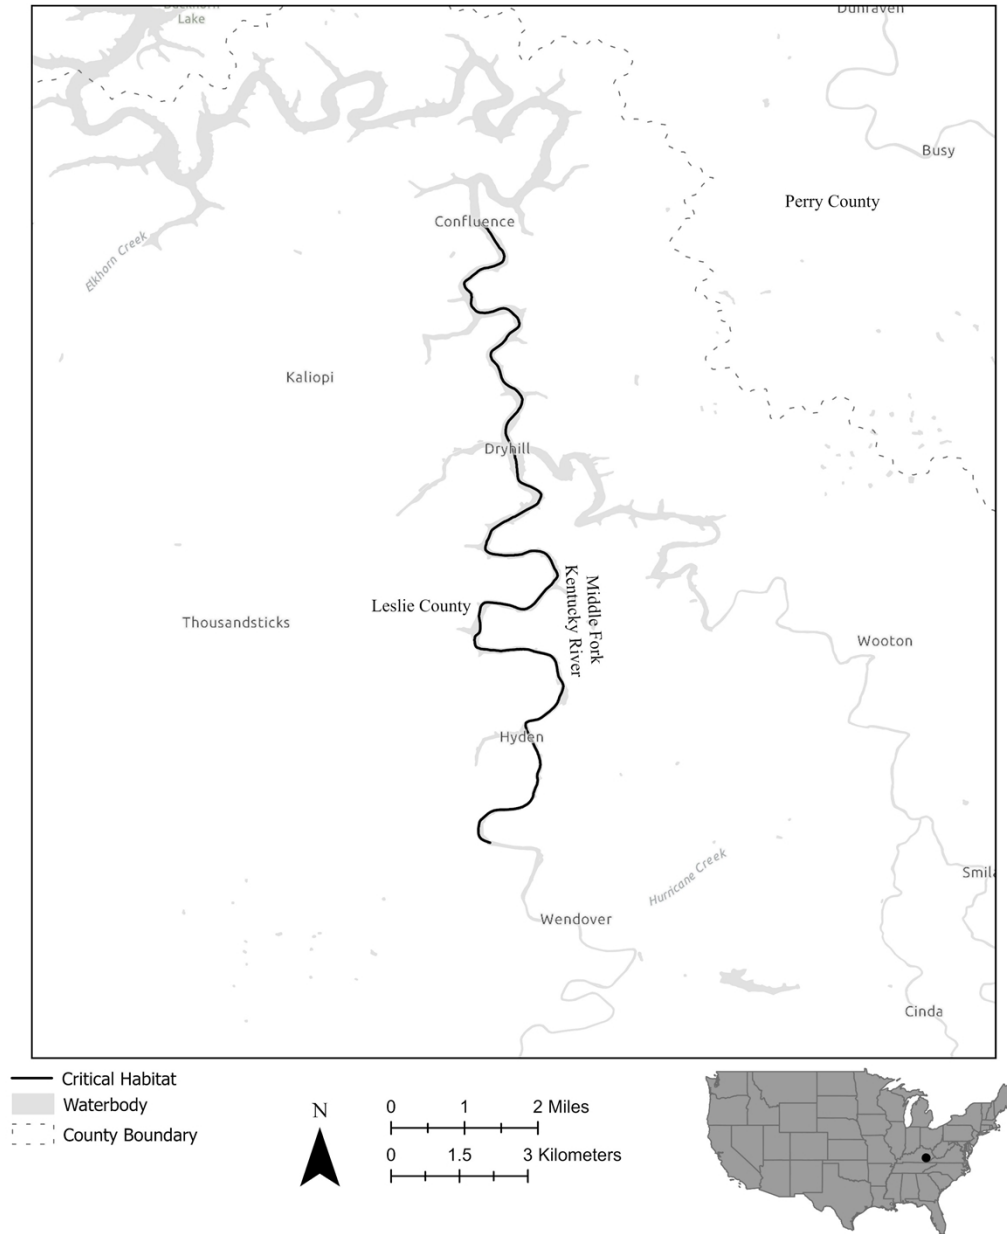 Lake
Dunraven
Busy
Perry County
Confluence
Elkhorn Creek
Kaliopi
Dryhill
Middle Fork
Kentucky River
Leslie County
Thousandsticks
Wooton
Hyden
Hurricane Creek
Smila
Wendover
Cinda
Critical Habitat
Waterbody
County Boundary
N
0 1 2 Miles
0 1.5 3 Kilometers